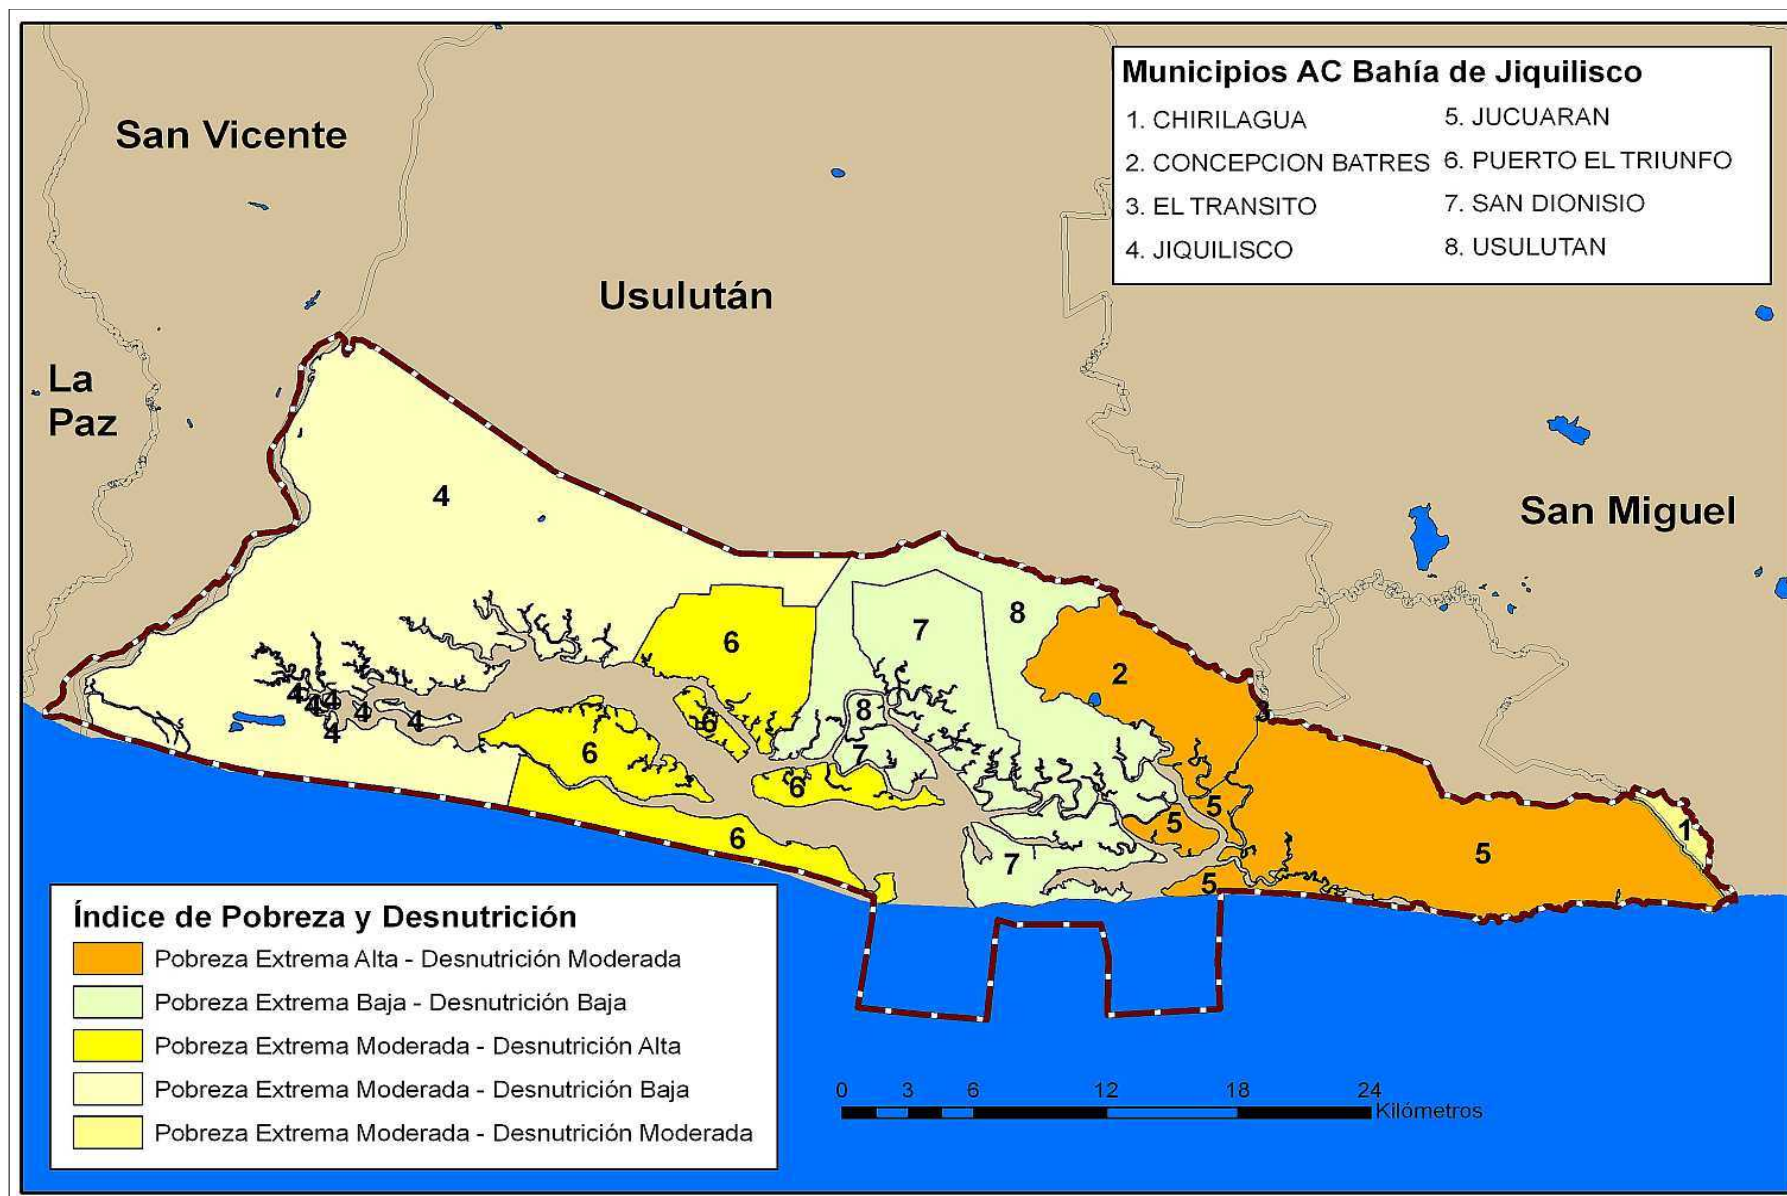 Municipios AC Bahía de Jiquilisco
1. CHIRILAGUA
5. JUCUARAN
2. CONCEPCION BATRES
6. PUERTO EL TRIUNFO
3. EL TRANSITO
7. SAN DIONISIO
4. JIQUILISCO
8. USULUTAN
San Vicente
Usulután
La
Paz
San Miguel
4
6
7
8
2
3
8
4
4
4
4
4
4
6
6
7
6
6
5
5
5
5
7
1
Índice de Pobreza y Desnutrición
Pobreza Extrema Alta - Desnutrición Moderada
Pobreza Extrema Baja - Desnutrición Baja
Pobreza Extrema Moderada - Desnutrición Alta
Pobreza Extrema Moderada - Desnutrición Baja
Pobreza Extrema Moderada - Desnutrición Moderada
0 3 6 12 18 24
Kilómetros